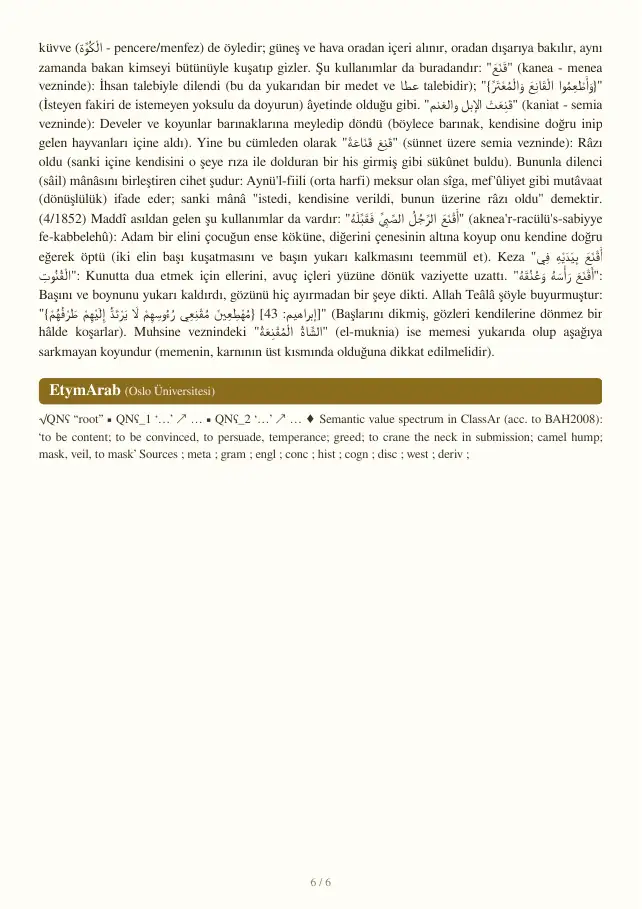 küvve (الْكُوَّة - pencere/menfez) de öyledir; güneş ve hava oradan içeri alınır, oradan dışarıya bakılır, aynı
zamanda bakan kimseyi bütünüyle kuşatıp gizler. Şu kullanımlar da buradandır: "قَنَعَ" (kanea - menea
vezninde): İhsan talebiyle dilendi (bu da yukarıdan bir medet ve عطا talebidir); "{وَأَطْعِمُوا الْقَانِعَ وَالْمُعْتَرَّ}"
(İsteyen fakiri de istemeyen yoksulu da doyurun) âyetinde olduğu gibi. "قنِعَت الإبل والغنم" (kaniat - semia
vezninde): Develer ve koyunlar barınaklarına meyledip döndü (böylece barınak, kendisine doğru inip
gelen hayvanları içine aldı). Yine bu cümleden olarak "قَنِعَ قَنَاعَةً" (sünnet üzere semia vezninde): Râzı
oldu (sanki içine kendisini o şeye rıza ile dolduran bir his girmiş gibi sükûnet buldu). Bununla dilenci
(sâil) mânâsını birleştiren cihet şudur: Aynü'l-fiili (orta harfi) meksur olan sîga, mef'ûliyet gibi mutâvaat
(dönüşlülük) ifade eder; sanki mânâ "istedi, kendisine verildi, bunun üzerine râzı oldu" demektir.
(4/1852) Maddî asıldan gelen şu kullanımlar da vardır: "أَقْنَعَ الرَّجُلُ الصَّبِيَّ فَقَبَّلَهُ" (aknea'r-racülü's-sabiyye
fe-kabbelehû): Adam bir elini çocuğun ense köküne, diğerini çenesinin altına koyup onu kendine doğru
eğerek öptü (iki elin başı kuşatmasını ve başın yukarı kalkmasını teemmül et). Keza "أَقْنَعَ بِيَدَيْهِ فِي
الْقُنُوتِ": Kunutta dua etmek için ellerini, avuç içleri yüzüne dönük vaziyette uzattı. "أَقْنَعَ رَأْسَهُ وَعُنُقَهُ":
Başını ve boynunu yukarı kaldırdı, gözünü hiç ayırmadan bir şeye dikti. Allah Teâlâ şöyle buyurmuştur:
"{مُهْطِعِينَ مُقْنِعِي رُءُوسِهِمْ لَا يَرْتَدُّ إِلَيْهِمْ طَرْفُهُمْ} [إبراهيم: 43]" (Başlarını dikmiş, gözleri kendilerine dönmez bir
hâlde koşarlar). Muhsine veznindeki "الشَّاةُ الْمُقْنِعَةُ" (el-muknia) ise memesi yukarıda olup aşağıya
sarkmayan koyundur (memenin, karnının üst kısmında olduğuna dikkat edilmelidir).
EtymArab (Oslo Üniversitesi)
√QNʕ “root” ▪ QNʕ_1 ‘…’ ↗ … ▪ QNʕ_2 ‘…’ ↗ … ♦ Semantic value spectrum in ClassAr (acc. to BAH2008):
‘to be content; to be convinced, to persuade, temperance; greed; to crane the neck in submission; camel hump;
mask, veil, to mask’ Sources ; meta ; gram ; engl ; conc ; hist ; cogn ; disc ; west ; deriv ;
6 / 6